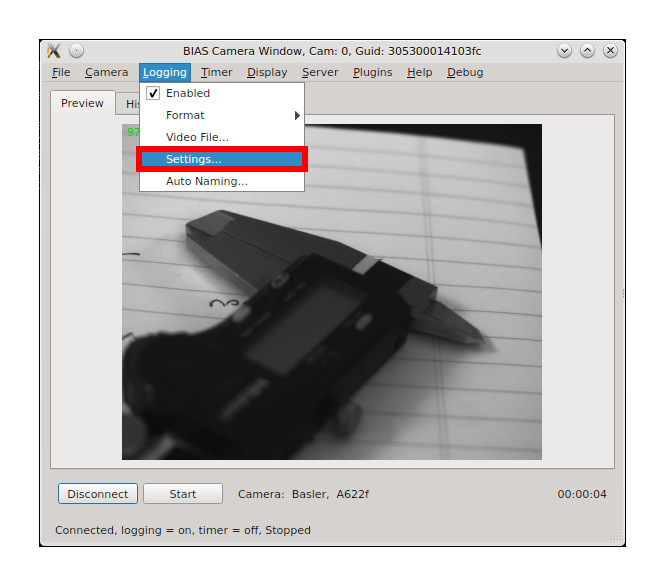 BIAS Camera Window, Cam: 0, Guid: 305300014103fc
File Camera Logging Timer Display Server Plugins Help Debug
Enabled
Format
Video File...
Settings...
Auto Naming...
Preview
97
3
Disconnect Start Camera: Basler, A622f 00:00:04
Connected, logging = on, timer = off, Stopped